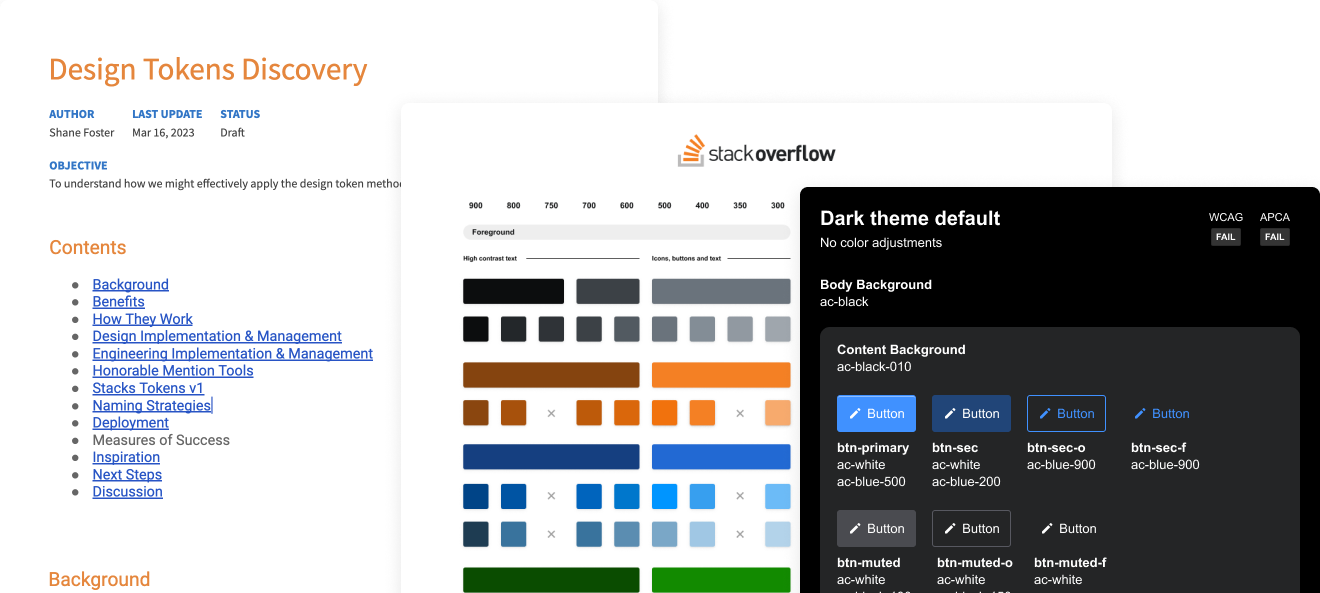 Design Tokens Discovery
AUTHOR LAST UPDATE STATUS
Shane Foster Mar 16, 2023 Draft
OBJECTIVE
To understand how we might effectively apply the design token
Contents
Background
Benefits
How They Work
Design Implementation & Management
Engineering Implementation & Management
Honorable Mention Tools
Stacks Tokens v1
Naming Strategies
Deployment
Measures of Success
Inspiration
Next Steps
Discussion
Background
stackoverflow
900 800 750 700 600 500 400 350 300
Foreground
High contrast text Icons, buttons and text
Dark theme default
No color adjustments
WCAG APCA
FAIL FAIL
Body Background
ac-black
Content Background
ac-black-010
Button Button Button Button
btn-primary btn-sec btn-sec-o btn-sec-f
ac-white ac-white ac-blue-900 ac-blue-900
ac-blue-500 ac-blue-200
Button Button Button
btn-muted btn-muted-o btn-muted-f
ac-white ac-white ac-white